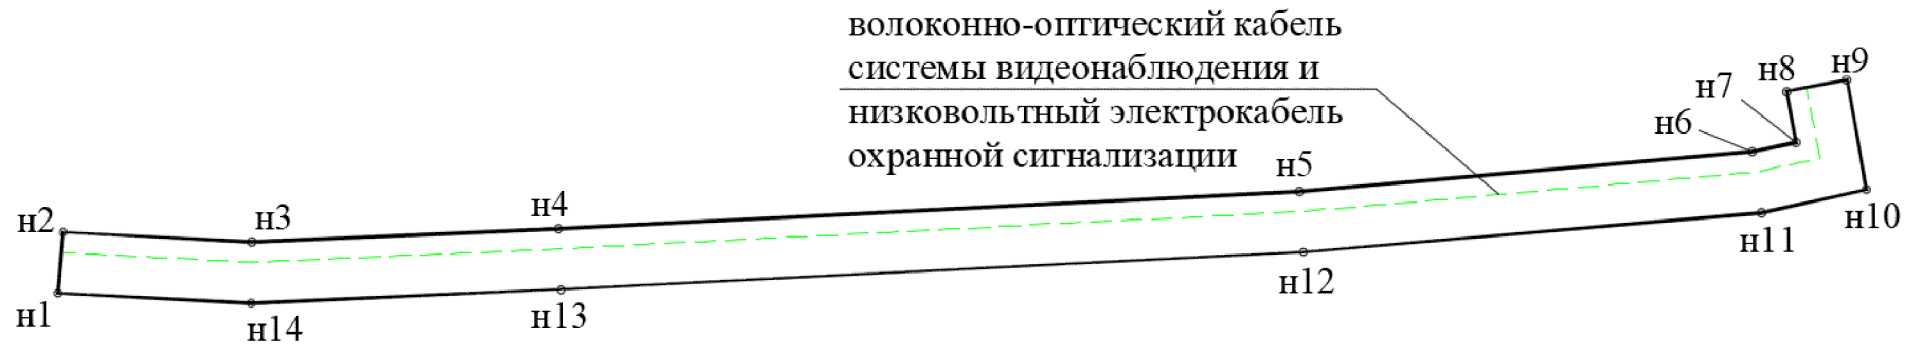 волоконно-оптический кабель
системы видеонаблюдения и
низковольтный электрокабель
охранной сигнализации
н1
н2
н3
н4
н5
н6
н7
н8
н9
н10
н11
н12
н13
н14